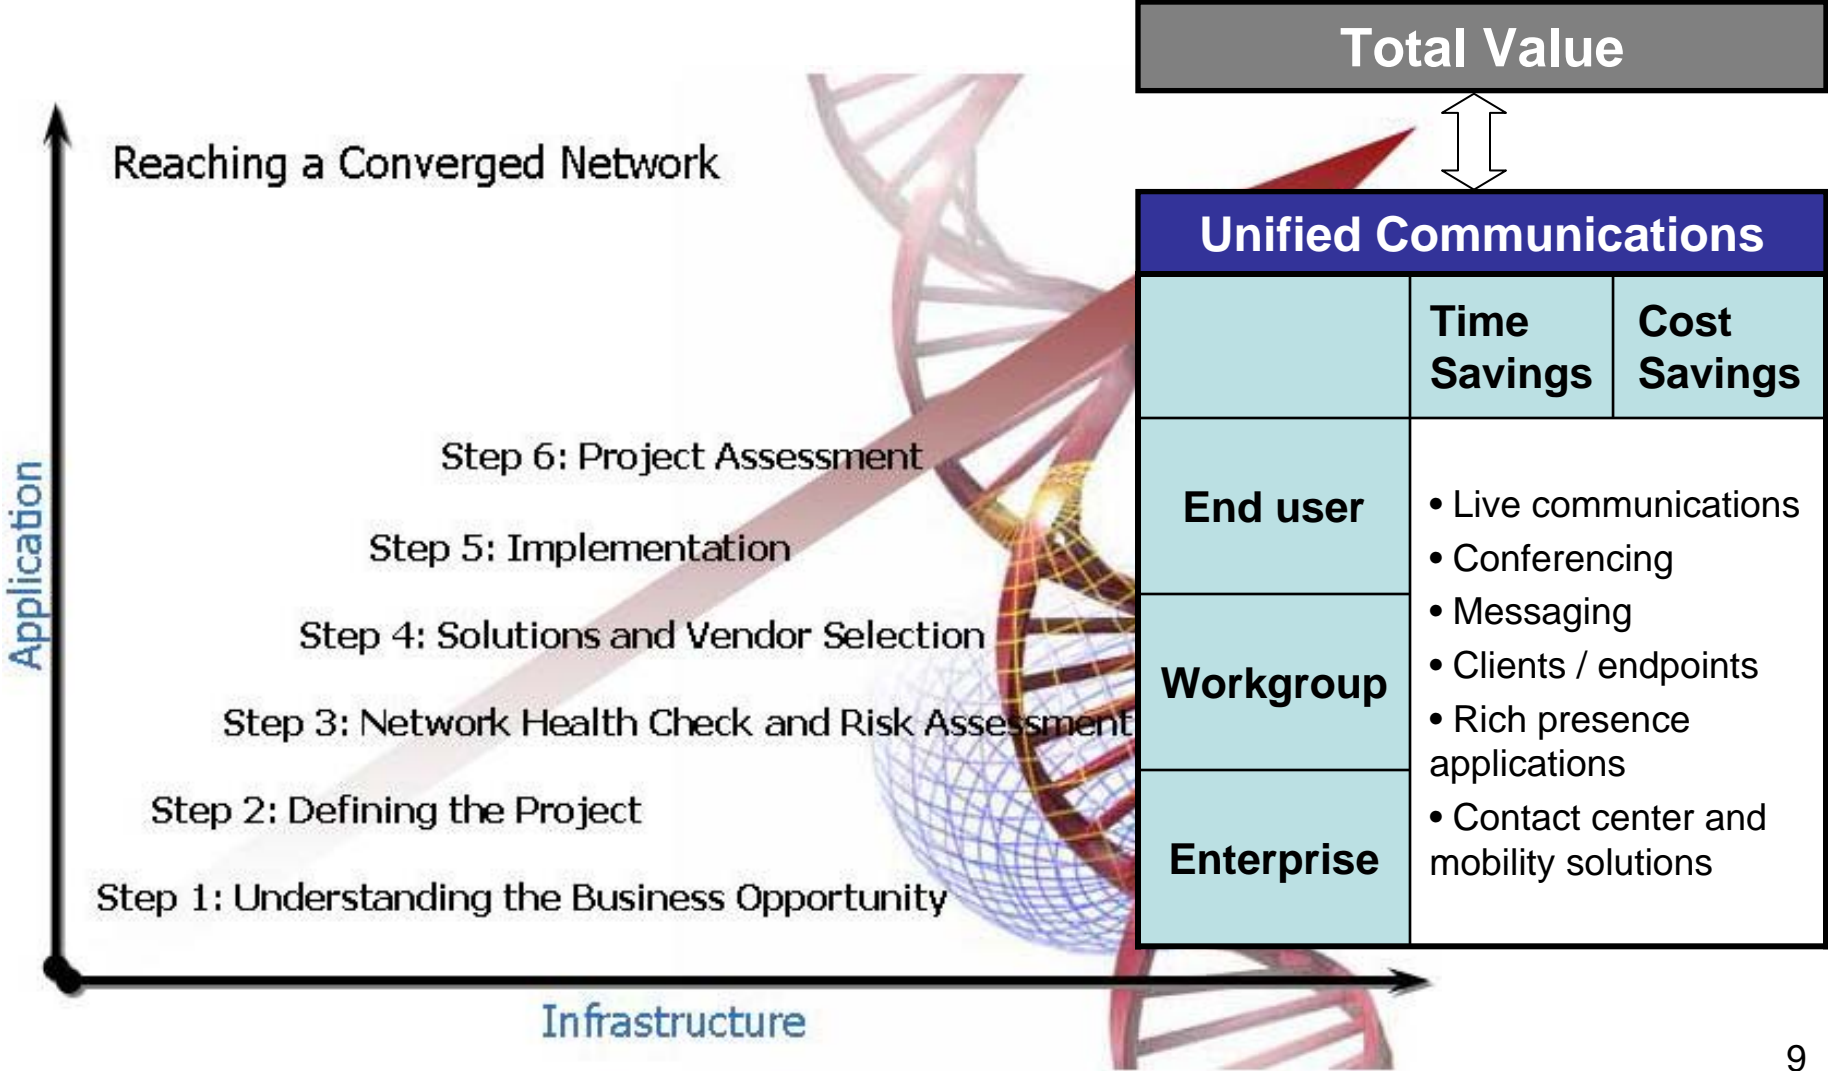 Total Value
Reaching a Converged Network
Unified Communications
Time
Savings
Cost
Savings
Step 6: Project Assessment
Step 5: Implementation
Step 4: Solutions and Vendor Selection
Step 3: Network Health Check and Risk Assessment
Step 2: Defining the Project
Step 1: Understanding the Business Opportunity
Application
Infrastructure
End user
Workgroup
Enterprise
• Live communications
• Conferencing
• Messaging
• Clients / endpoints
• Rich presence
applications
• Contact center and
mobility solutions
9